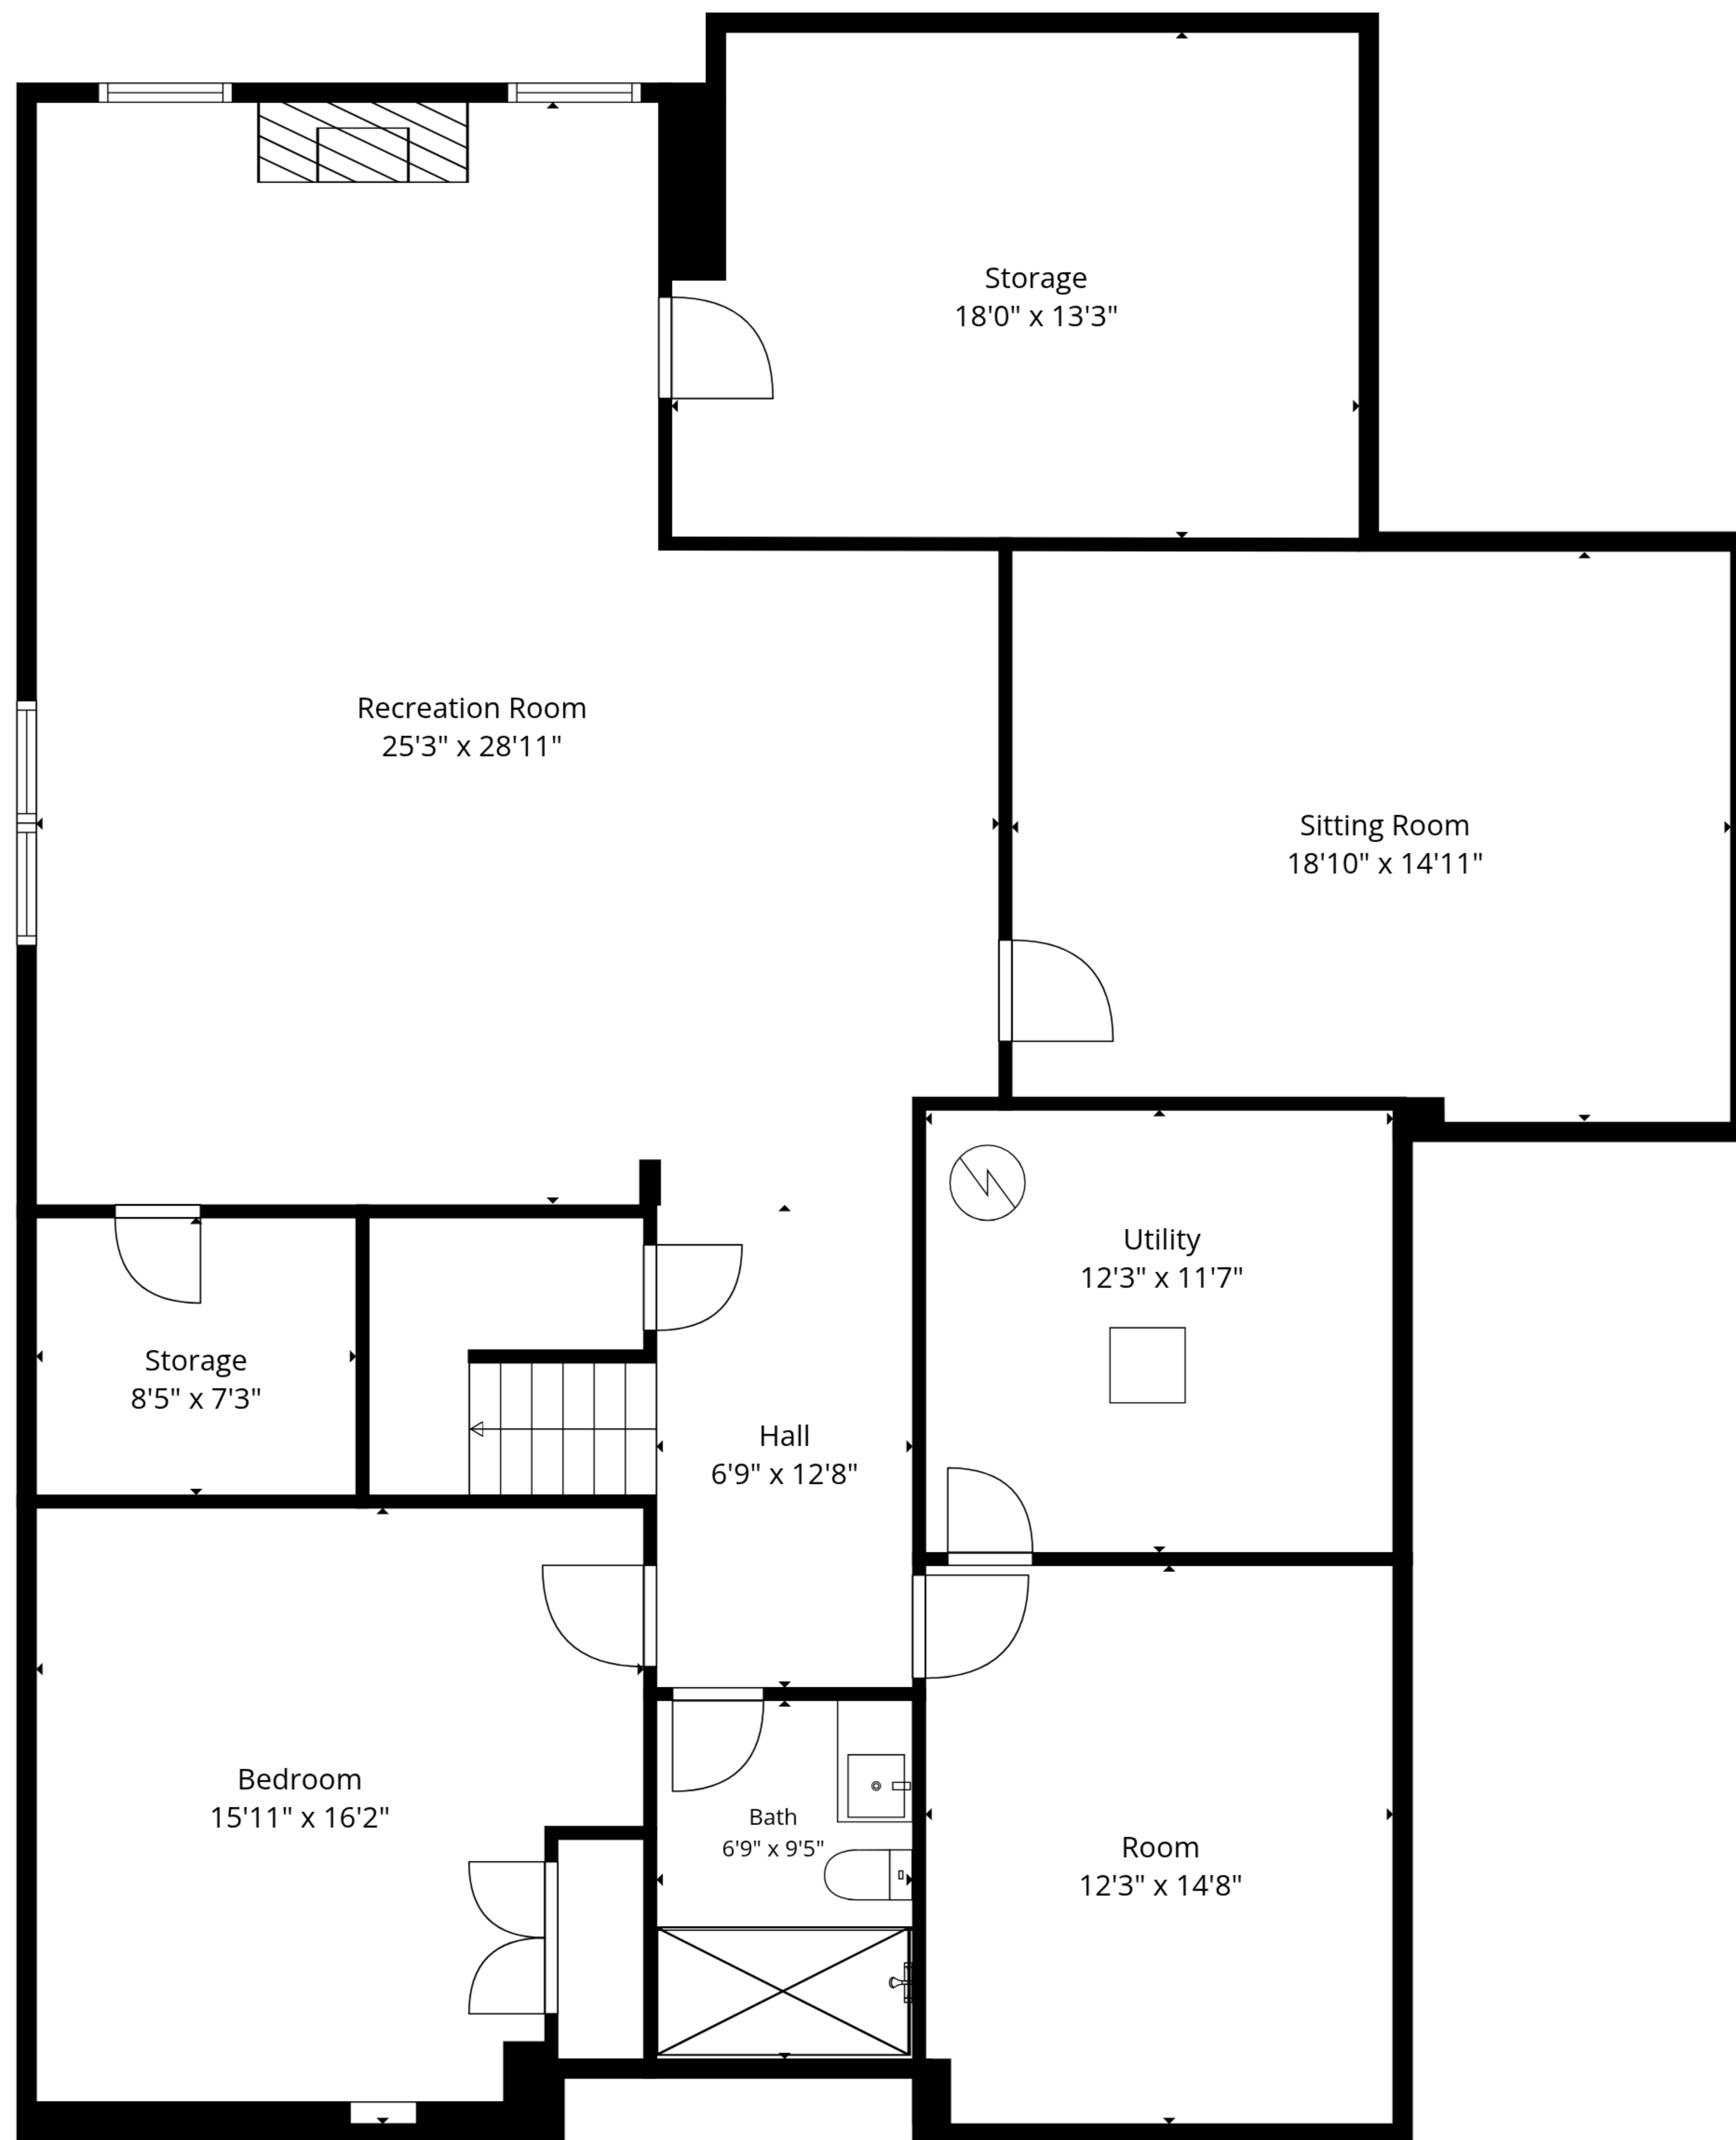 Storage
18'0" x 13'3"
Recreation Room
25'3" x 28'11"
Sitting Room
18'10" x 14'11"
Utility
12'3" x 11'7"
Storage
8'5" x 7'3"
Hall
6'9" x 12'8"
Bedroom
15'11" x 16'2"
Bath
6'9" x 9'5"
Room
12'3" x 14'8"